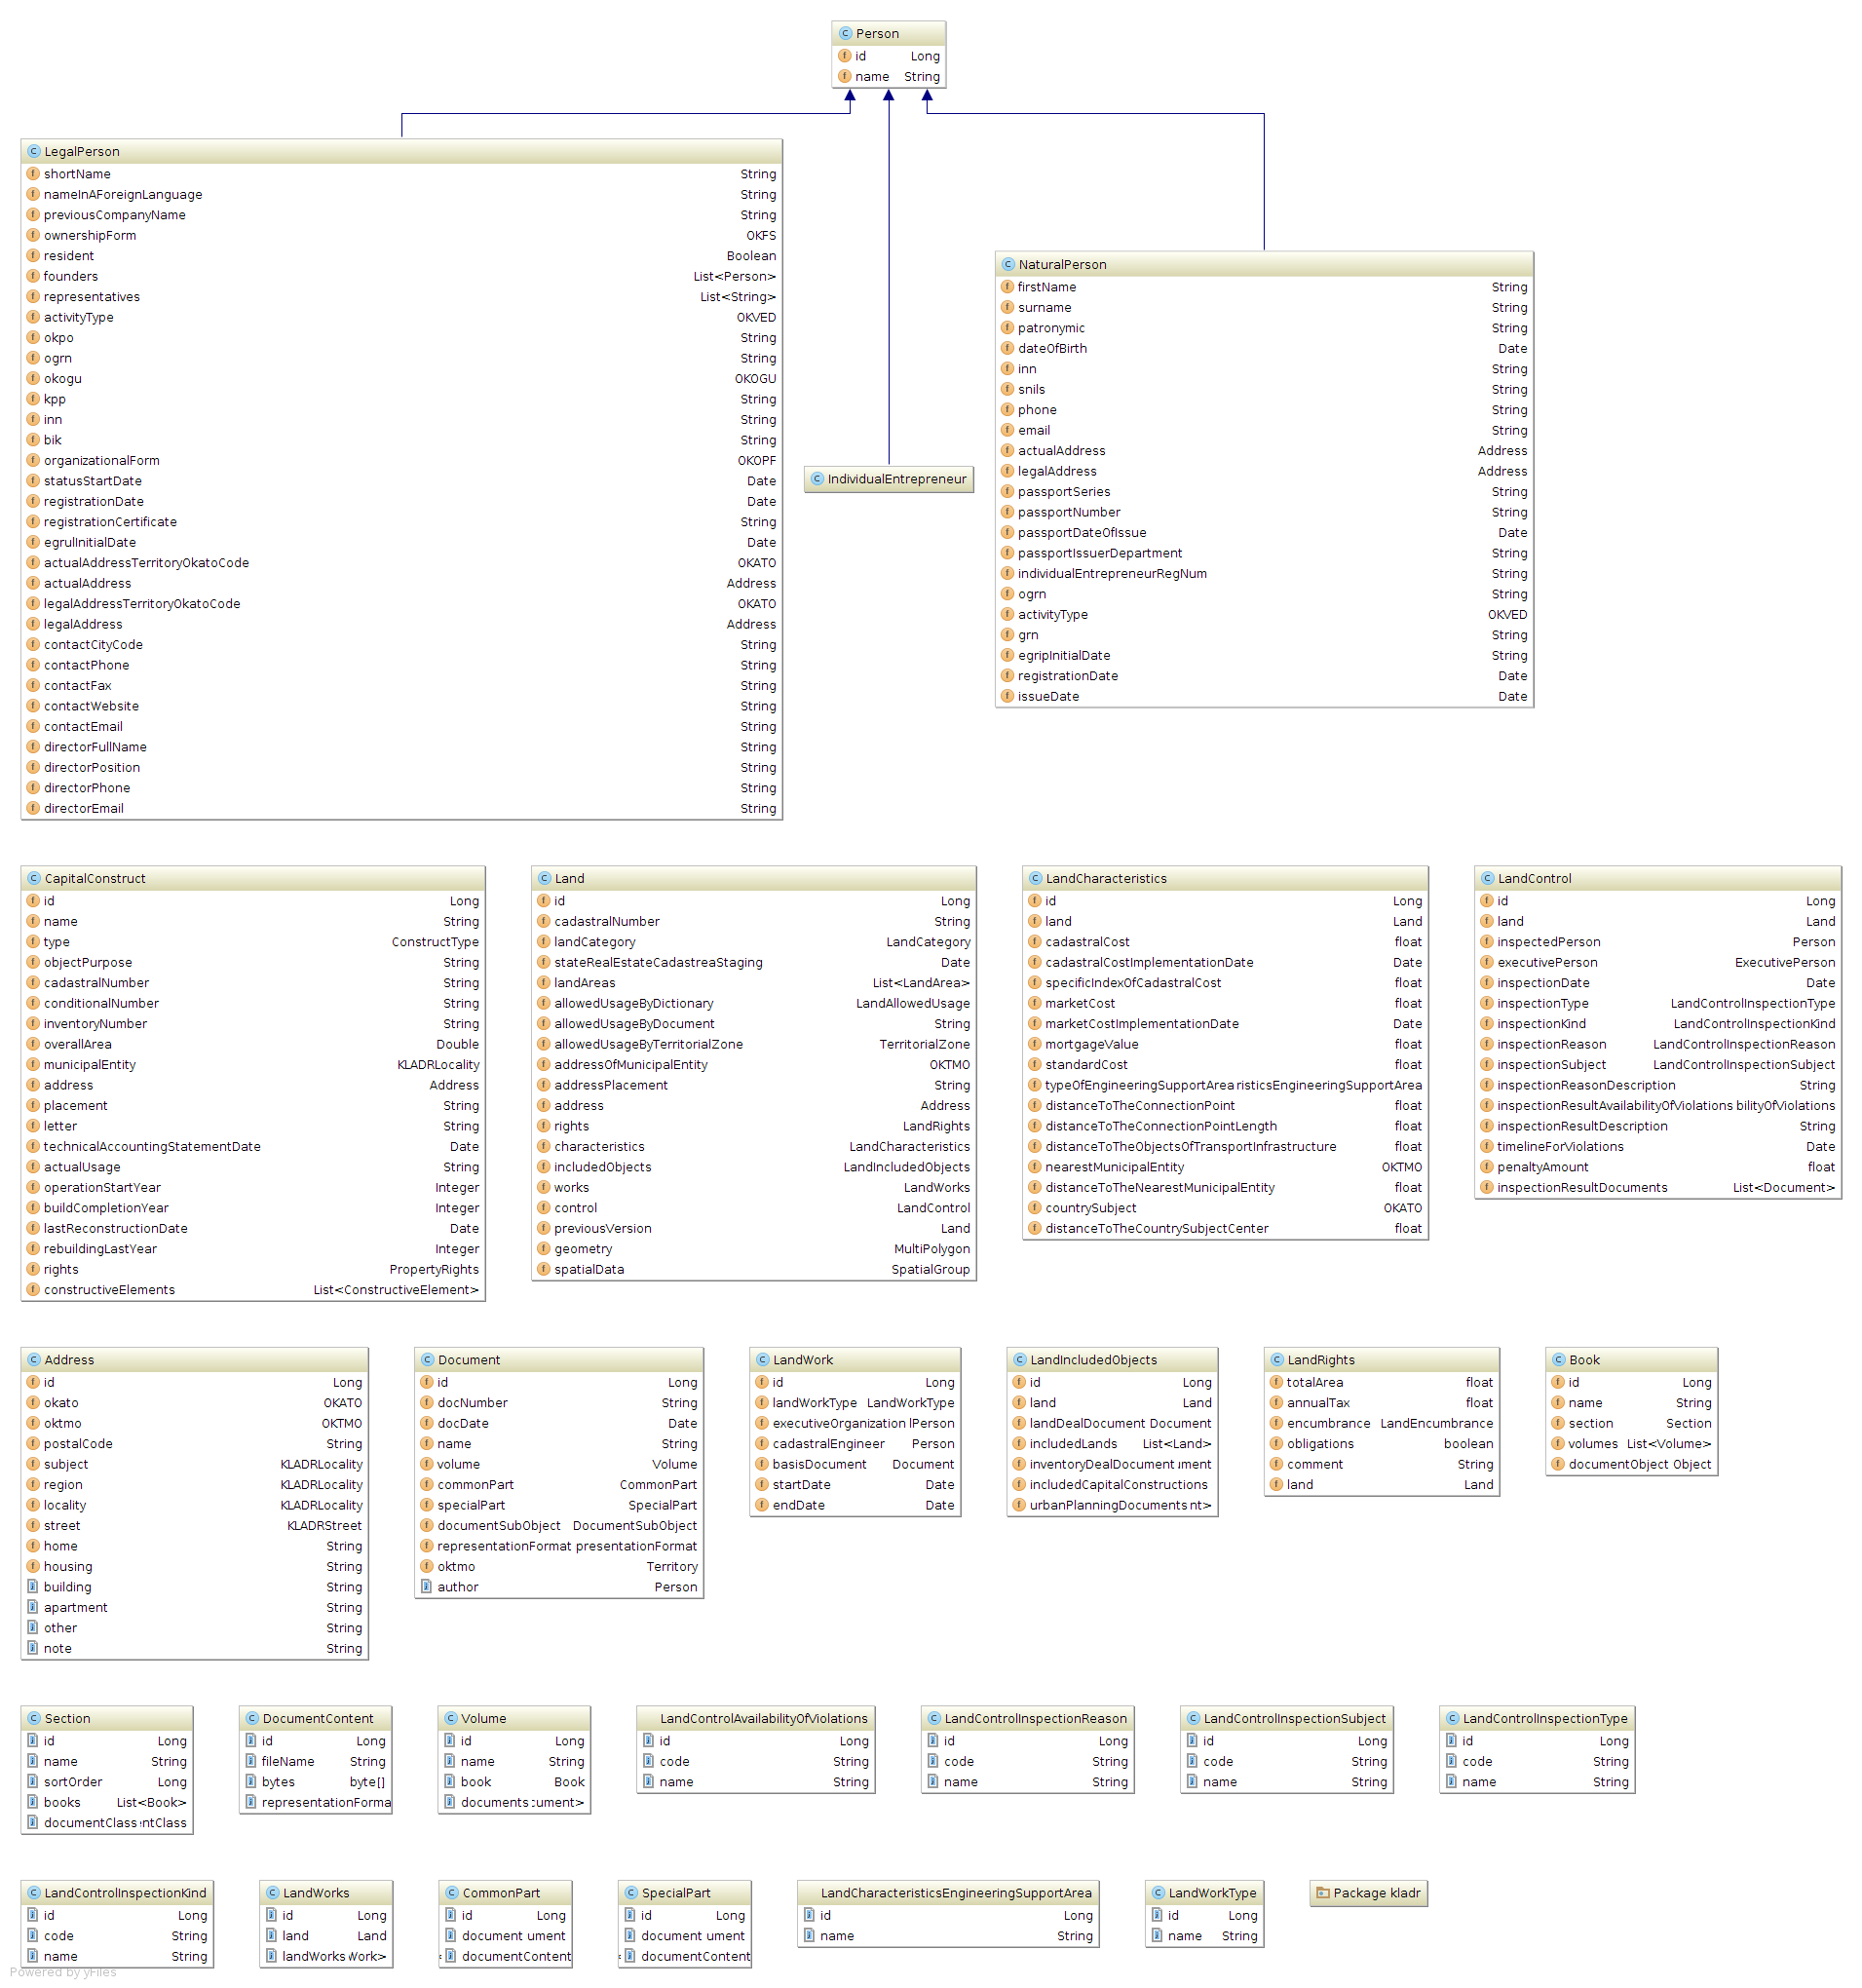 Person
id Long
name String
LegalPerson
shortName String
nameInAForeignLanguage String
previousCompanyName String
ownershipForm OKFS
resident Boolean
founders List<Person>
representatives List<String>
activityType OKVED
okpo String
ogrn String
okogu OKOGU
kpp String
inn String
bik String
organizationalForm OKOPF
statusStartDate Date
registrationDate Date
registrationCertificate String
egrulInitialDate Date
actualAddressTerritoryOkatoCode OKATO
actualAddress Address
legalAddressTerritoryOkatoCode OKATO
legalAddress Address
contactCityCode String
contactPhone String
contactFax String
contactWebsite String
contactEmail String
directorFullName String
directorPosition String
directorPhone String
directorEmail String
IndividualEntrepreneur
NaturalPerson
firstName String
surname String
patronymic String
dateOfBirth Date
inn String
snils String
phone String
email String
actualAddress Address
legalAddress Address
passportSeries String
passportNumber String
passportDateOfIssue Date
passportIssuerDepartment String
individualEntrepreneurRegNum String
ogrn String
activityType OKVED
grn String
egripInitialDate String
registrationDate Date
issueDate Date
CapitalConstruct
id Long
name String
type ConstructType
objectPurpose String
cadastralNumber String
conditionalNumber String
inventoryNumber String
overallArea Double
municipalEntity KLADRLocality
address Address
placement String
letter String
technicalAccountingStatementDate Date
actualUsage String
operationStartYear Integer
buildCompletionYear Integer
lastReconstructionDate Date
rebuildingLastYear Integer
rights PropertyRights
constructiveElements List<ConstructiveElement>
Land
id Long
cadastralNumber String
landCategory LandCategory
stateRealEstateCadastreaStaging Date
landAreas List<LandArea>
allowedUsageByDictionary LandAllowedUsage
allowedUsageByDocument String
allowedUsageByTerritorialZone TerritorialZone
addressOfMunicipalEntity OKTMO
addressPlacement String
address Address
rights LandRights
characteristics LandCharacteristics
includedObjects LandIncludedObjects
works LandWorks
control LandControl
previousVersion Land
geometry MultiPolygon
spatialData SpatialGroup
LandCharacteristics
id Long
land Land
cadastralCost float
cadastralCostImplementationDate Date
specificIndexOfCadastralCost float
marketCost float
marketCostImplementationDate Date
mortgageValue float
standardCost float
typeOfEngineeringSupportArea risticsEngineeringSupportArea
distanceToTheConnectionPoint float
distanceToTheConnectionPointLength float
distanceToTheObjectsOfTransportInfrastructure float
nearestMunicipalEntity OKTMO
distanceToTheNearestMunicipalEntity float
countrySubject OKATO
distanceToTheCountrySubjectCenter float
LandControl
id Long
land Land
inspectedPerson Person
executivePerson ExecutivePerson
inspectionDate Date
inspectionType LandControlInspectionType
inspectionKind LandControlInspectionKind
inspectionReason LandControlInspectionReason
inspectionSubject LandControlInspectionSubject
inspectionReasonDescription String
inspectionResultAvailabilityOfViolations bilityOfViolations
inspectionResultDescription String
timelineForViolations Date
penaltyAmount float
inspectionResultDocuments List<Document>
Address
id Long
okato OKATO
oktmo OKTMO
postalCode String
subject KLADRLocality
region KLADRLocality
locality KLADRLocality
street KLADRStreet
home String
housing String
building String
apartment String
other String
note String
Document
id Long
docNumber String
docDate Date
name String
volume Volume
commonPart CommonPart
specialPart SpecialPart
documentSubObject DocumentSubObject
representationFormat presentationFormat
oktmo Territory
author Person
LandWork
id Long
landWorkType LandWorkType
executiveOrganization lPerson
cadastralEngineer Person
basisDocument Document
startDate Date
endDate Date
LandIncludedObjects
id Long
land Land
landDealDocument Document
includedLands List<Land>
inventoryDealDocument ument
includedCapitalConstructions
urbanPlanningDocuments nt>
LandRights
totalArea float
annualTax float
encumbrance LandEncumbrance
obligations boolean
comment String
land Land
Book
id Long
name String
section Section
volumes List<Volume>
documentObject Object
Section
id Long
name String
sortOrder Long
books List<Book>
documentClass ntClass
DocumentContent
id Long
fileName String
bytes byte[]
representationForma
Volume
id Long
name String
book Book
documents cument>
LandControlAvailabilityOfViolations
id Long
code String
name String
LandControlInspectionReason
id Long
code String
name String
LandControlInspectionSubject
id Long
code String
name String
LandControlInspectionType
id Long
code String
name String
LandControlInspectionKind
id Long
code String
name String
LandWorks
id Long
land Land
landWorks Work>
CommonPart
id Long
document ument
documentContent
SpecialPart
id Long
document ument
documentContent
LandCharacteristicsEngineeringSupportArea
id Long
name String
LandWorkType
id Long
name String
Package kladr
Powered by yFiles